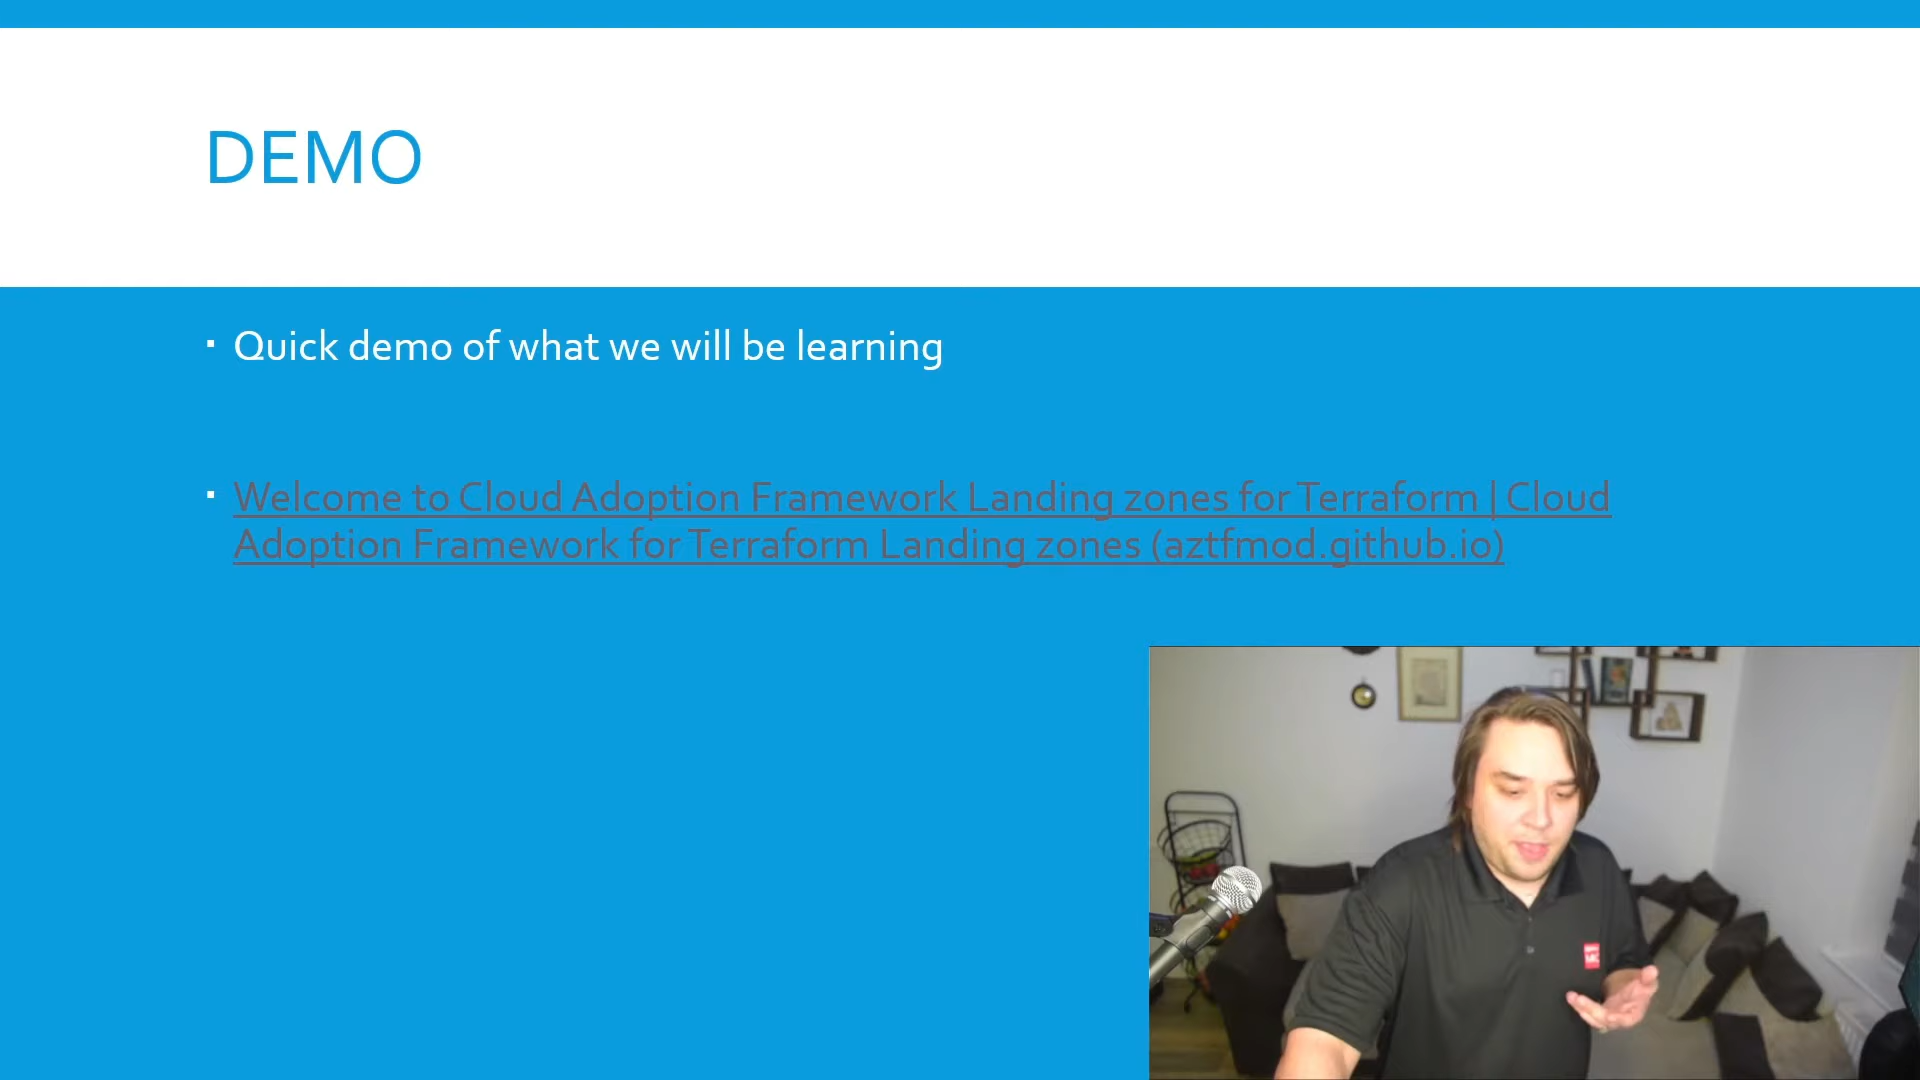 DEMO
Quick demo of what we will be learning
Welcome to Cloud Adoption Framework Landing zones for Terraform | Cloud
Adoption Framework for Terraform Landing zones (aztfmod.github.io)